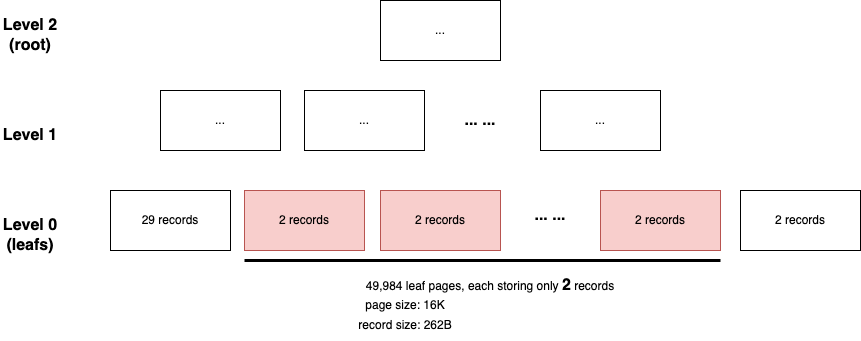 Level 2
(root)
...
Level 1
...
...
... ...
...
Level 0
(leafs)
29 records
2 records
2 records
... ...
2 records
2 records
49,984 leaf pages, each storing only 2 records
page size: 16K
record size: 262B